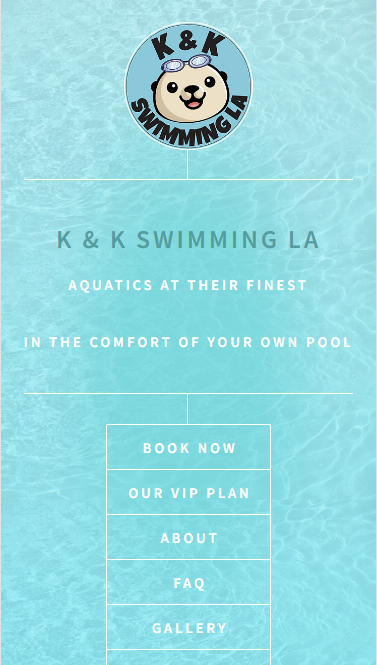 K & K
SWIMMING LA
K & K SWIMMING LA
AQUATICS AT THEIR FINEST
IN THE COMFORT OF YOUR OWN POOL
BOOK NOW
OUR VIP PLAN
ABOUT
FAQ
GALLERY